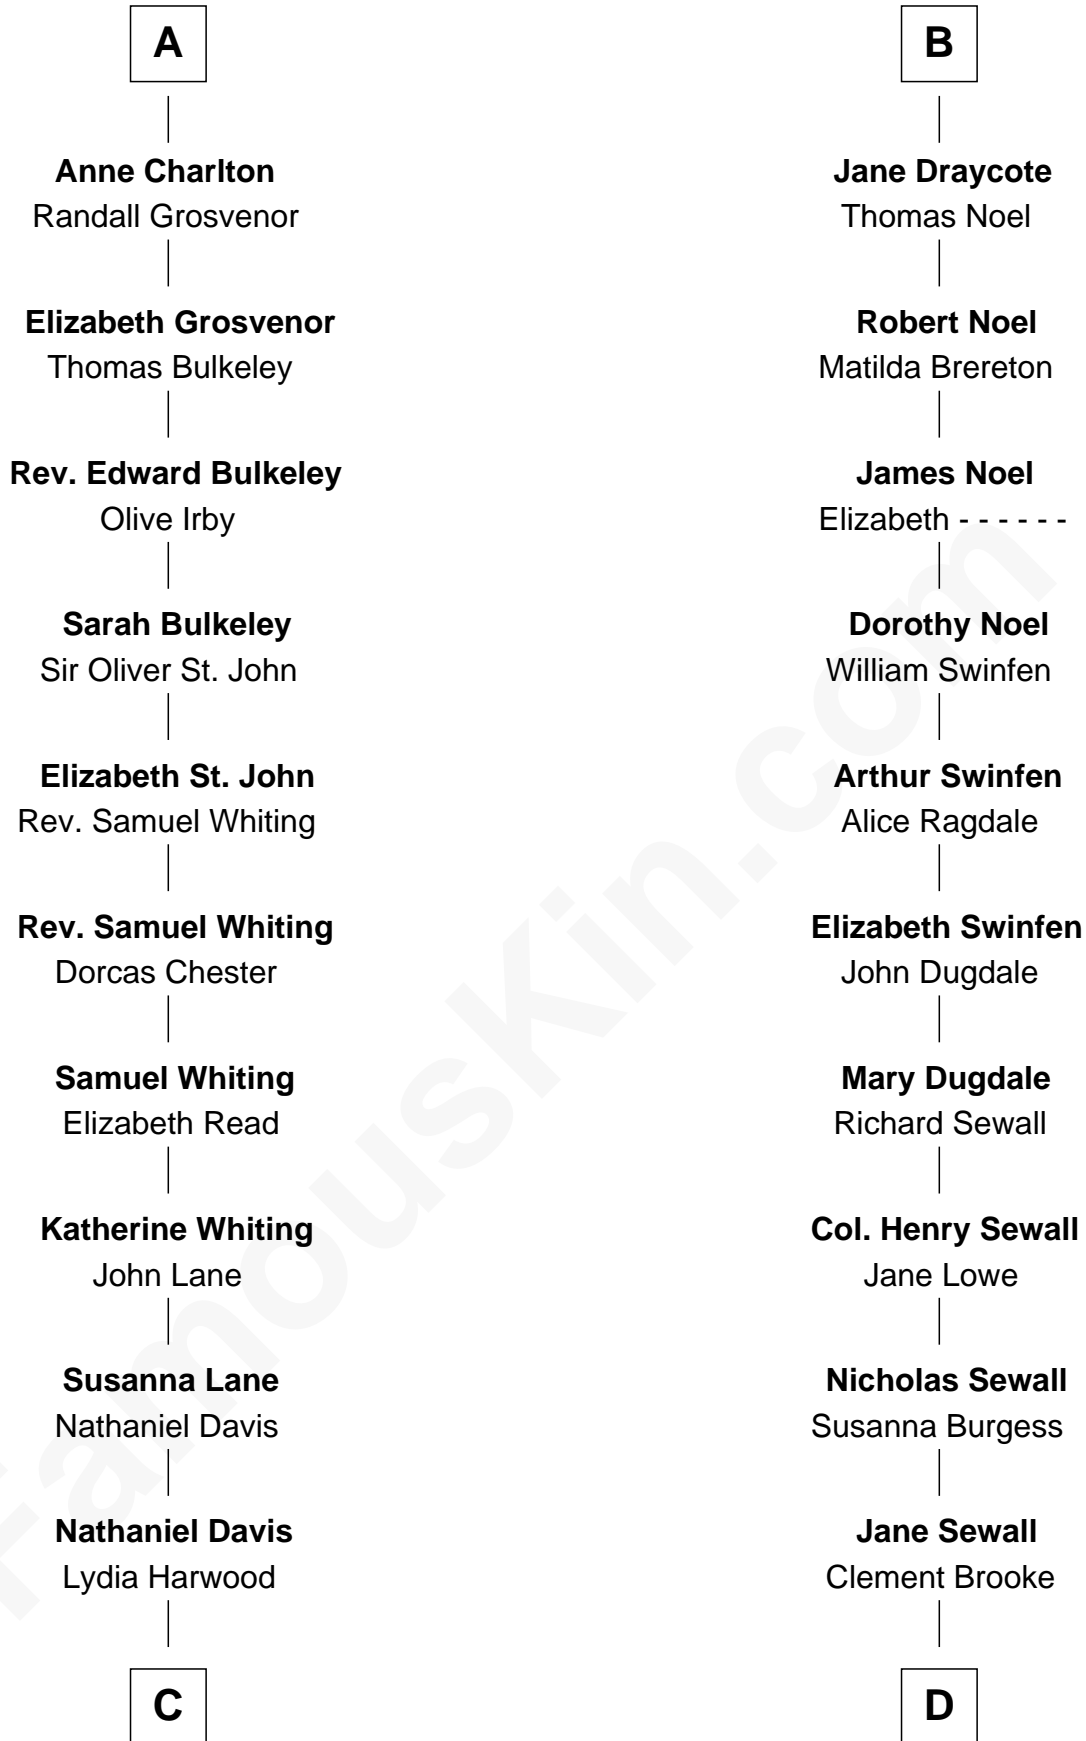 A
Anne Charlton
Randall Grosvenor
Elizabeth Grosvenor
Thomas Bulkeley
Rev. Edward Bulkeley
Olive Irby
Sarah Bulkeley
Sir Oliver St. John
Elizabeth St. John
Rev. Samuel Whiting
Rev. Samuel Whiting
Dorcas Chester
Samuel Whiting
Elizabeth Read
Katherine Whiting
John Lane
Susanna Lane
Nathaniel Davis
Nathaniel Davis
Lydia Harwood
C
B
Jane Draycote
Thomas Noel
Robert Noel
Matilda Brereton
James Noel
Elizabeth - - - - - -
Dorothy Noel
William Swinfen
Arthur Swinfen
Alice Ragdale
Elizabeth Swinfen
John Dugdale
Mary Dugdale
Richard Sewall
Col. Henry Sewall
Jane Lowe
Nicholas Sewall
Susanna Burgess
Jane Sewall
Clement Brooke
D
FamousKin.com